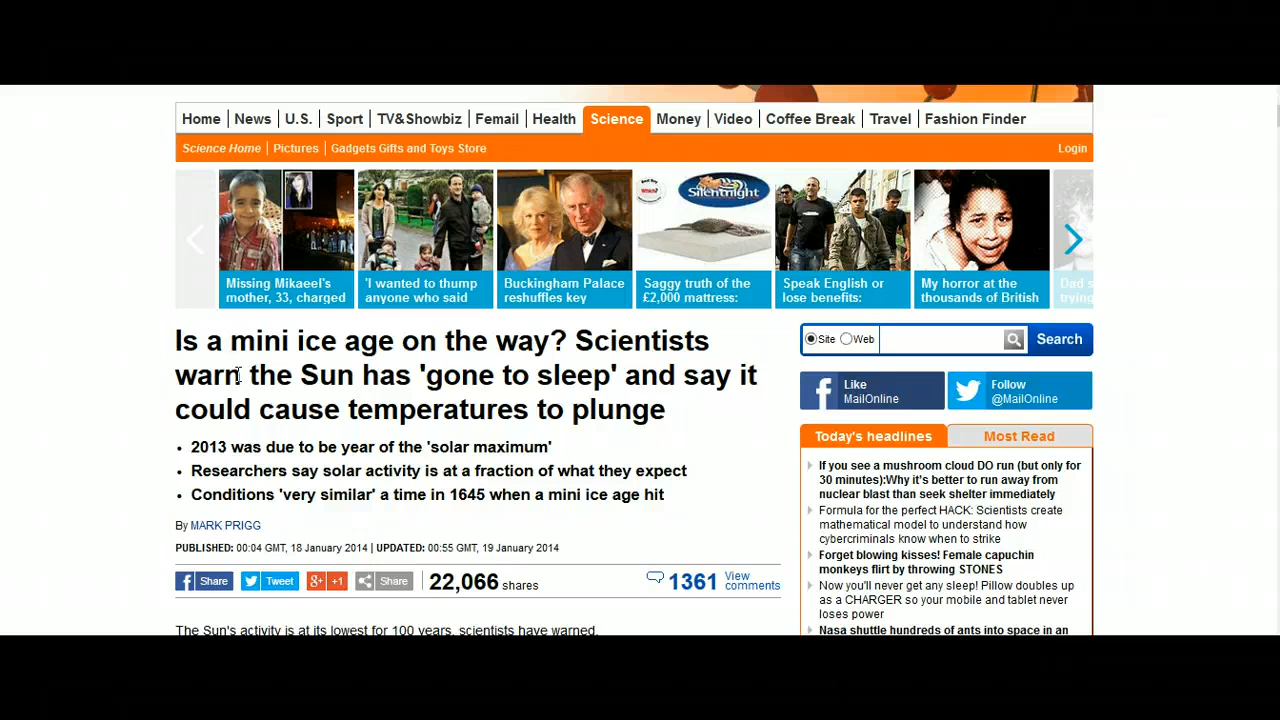 Home News U.S. Sport TV&Showbiz Femail Health Science Money Video Coffee Break Travel Fashion Finder
Science Home Pictures Gadgets Gifts and Toys Store Login
Missing Mikaeel's
mother, 33, charged
'I wanted to thump
anyone who said
Buckingham Palace
reshuffles key
Silentnight
Saggy truth of the
£2,000 mattress:
Speak English or
lose benefits:
My horror at the
thousands of British
Dad s
trying
Is a mini ice age on the way? Scientists
warn the Sun has 'gone to sleep' and say it
could cause temperatures to plunge
• 2013 was due to be year of the 'solar maximum'
• Researchers say solar activity is at a fraction of what they expect
• Conditions 'very similar' a time in 1645 when a mini ice age hit
By MARK PRIGG
PUBLISHED: 00:04 GMT, 18 January 2014 | UPDATED: 00:55 GMT, 19 January 2014
Share Tweet +1 Share 22,066 shares 1361 View
comments
The Sun's activity is at its lowest for 100 years, scientists have warned.
Site Web Search
Like
MailOnline
Follow
@MailOnline
Today's headlines Most Read
If you see a mushroom cloud DO run (but only for
30 minutes):Why it's better to run away from
nuclear blast than seek shelter immediately
Formula for the perfect HACK: Scientists create
mathematical model to understand how
cybercriminals know when to strike
Forget blowing kisses! Female capuchin
monkeys flirt by throwing STONES
Now you'll never get any sleep! Pillow doubles up
as a CHARGER so your mobile and tablet never
loses power
Nasa shuttle hundreds of ants into space in an